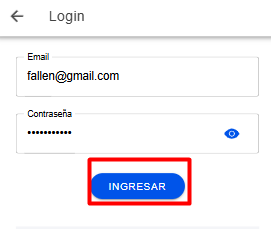 Login
Email
fallen@gmail.com
Contraseña
•••••••••••
INGRESAR